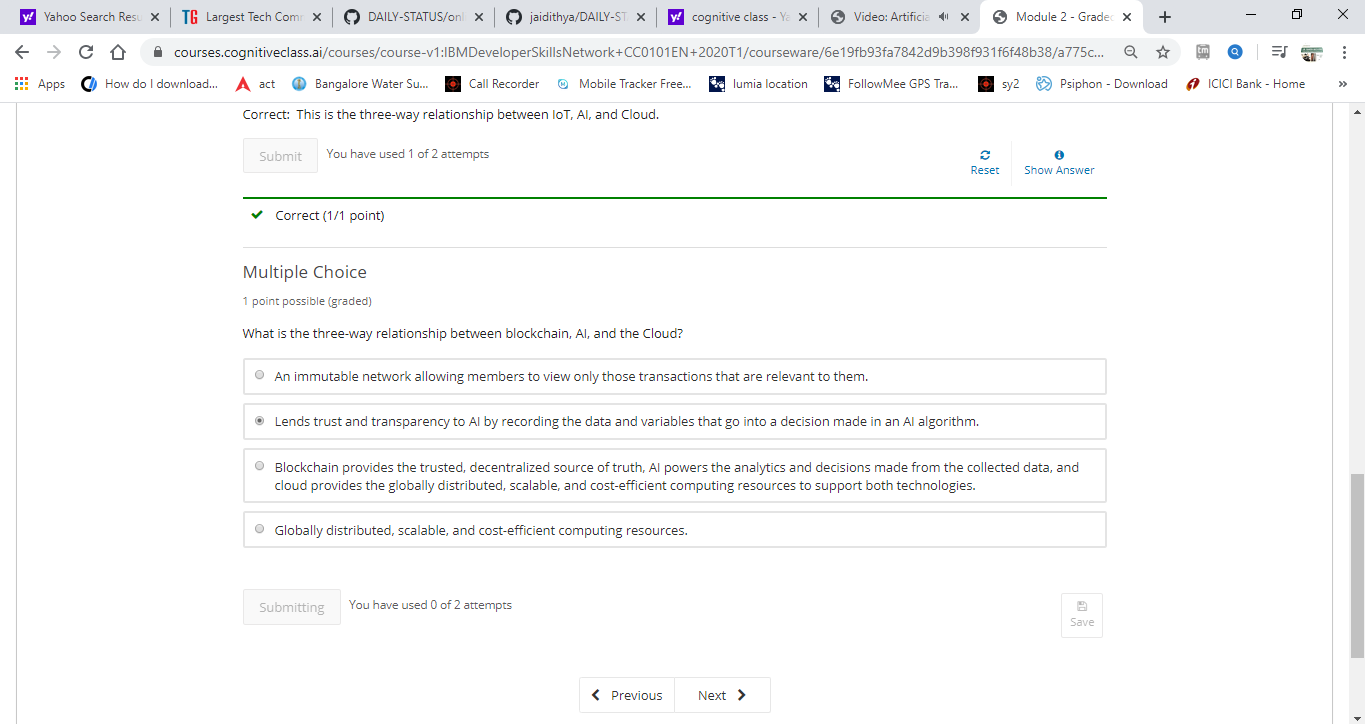 Yahoo Search Resu
Largest Tech Comm
DAILY-STATUS/onl
jaidithya/DAILY-ST
cognitive class - Ya
Video: Artificia
Module 2 - Graded
courses.cognitiveclass.ai/courses/course-v1:IBMDeveloperSkillsNetwork+CC0101EN+2020T1/courseware/6e19fb93fa7842d9b398f931f6f48b38/a775c...
Apps
How do I downloa...
act
Bangalore Water Su...
Call Recorder
Mobile Tracker Free...
lumia location
FollowMee GPS Tra...
sy2
Psiphon - Download
ICICI Bank - Home
»
Correct: This is the three-way relationship between IoT, AI, and Cloud.
Submit
You have used 1 of 2 attempts
Reset
Show Answer
Correct (1/1 point)
Multiple Choice
1 point possible (graded)
What is the three-way relationship between blockchain, AI, and the Cloud?
An immutable network allowing members to view only those transactions that are relevant to them.
Lends trust and transparency to AI by recording the data and variables that go into a decision made in an AI algorithm.
Blockchain provides the trusted, decentralized source of truth, AI powers the analytics and decisions made from the collected data, and
cloud provides the globally distributed, scalable, and cost-efficient computing resources to support both technologies.
Globally distributed, scalable, and cost-efficient computing resources.
Submitting
You have used 0 of 2 attempts
Save
Previous
Next